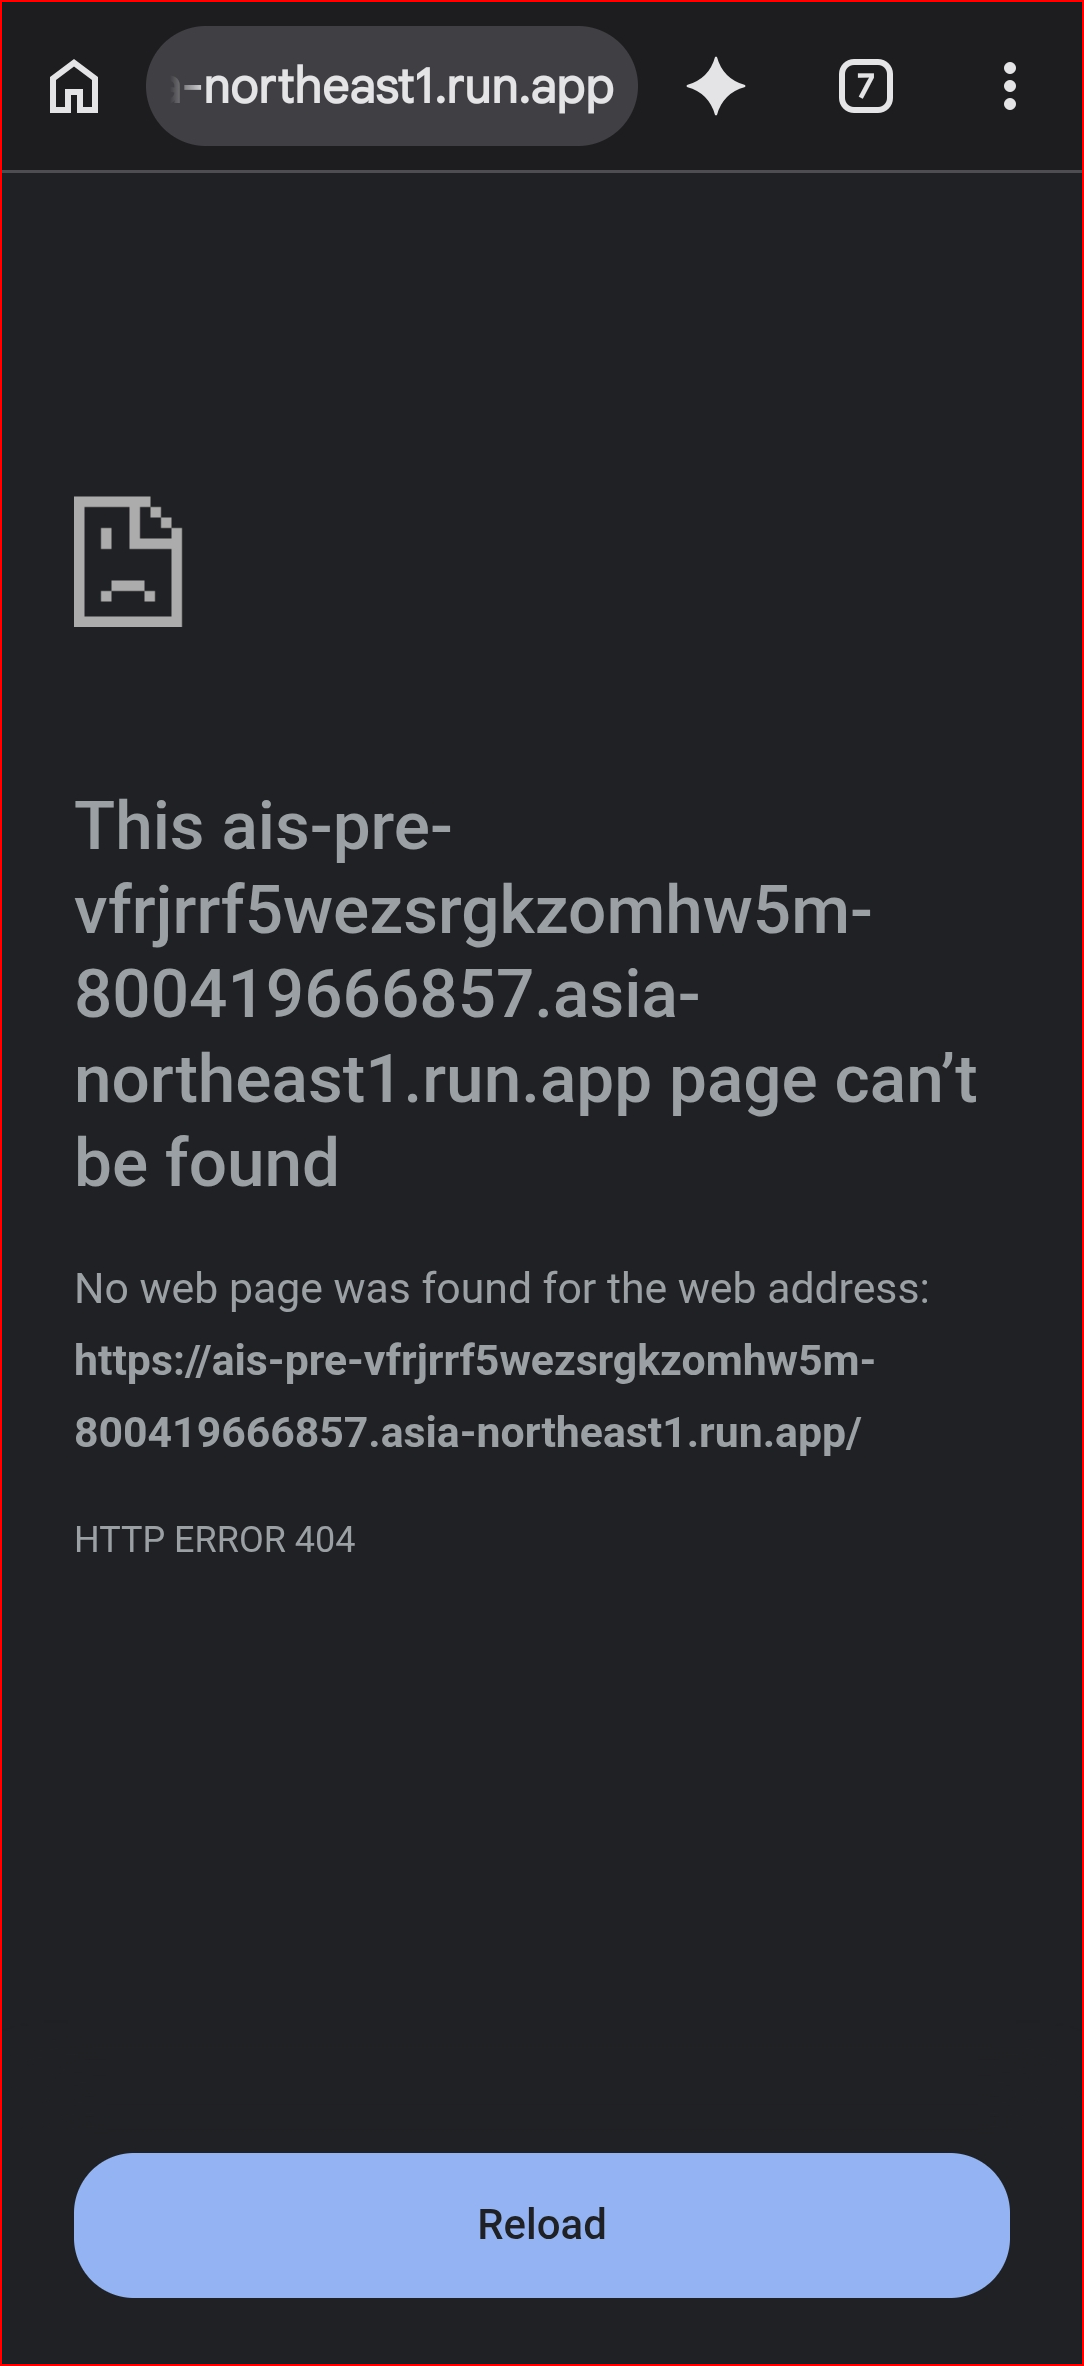 -northeast1.run.app
7
This ais-pre-
vfrjrrf5wezsrgkzomhw5m-
800419666857.asia-
northeast1.run.app page can’t
be found
No web page was found for the web address:
https://ais-pre-vfrjrrf5wezsrgkzomhw5m-
800419666857.asia-northeast1.run.app/
HTTP ERROR 404
Reload